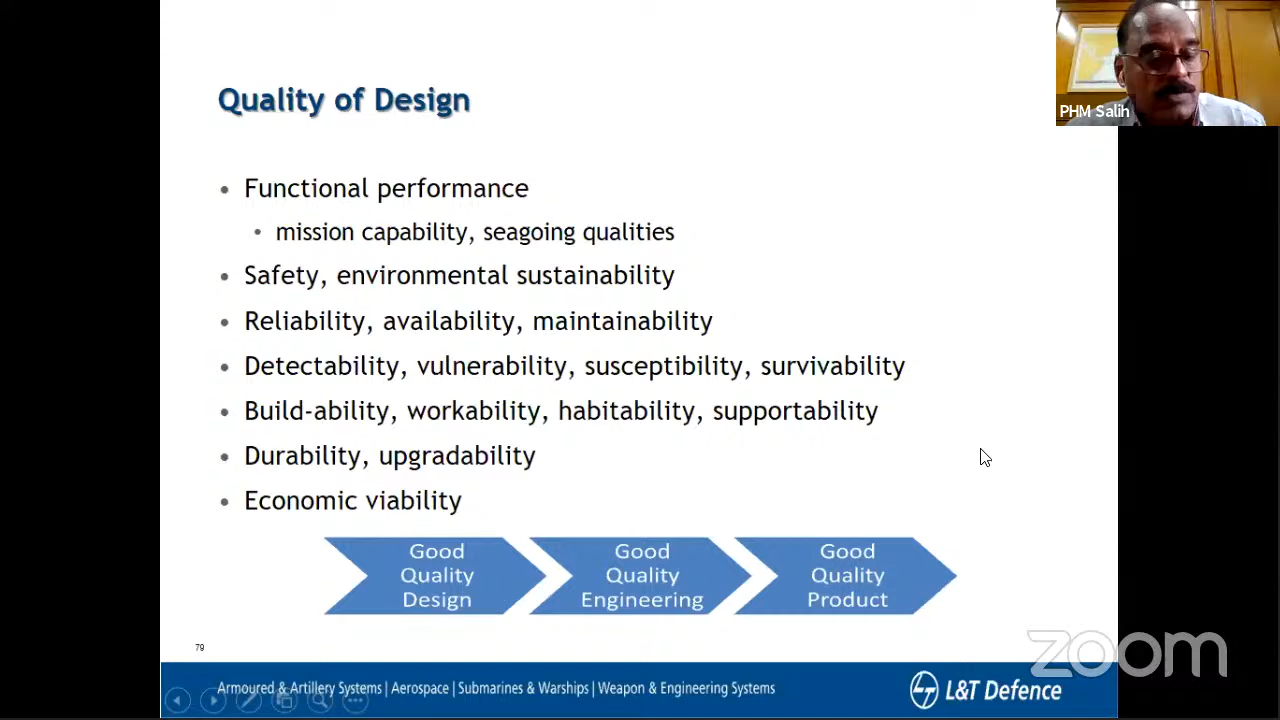 Quality of Design
PHM Salih
• Functional performance
• mission capability, seagoing qualities
• Safety, environmental sustainability
• Reliability, availability, maintainability
• Detectability, vulnerability, susceptibility, survivability
• Build-ability, workability, habitability, supportability
• Durability, upgradability
• Economic viability
Good
Quality
Design
Good
Quality
Engineering
Good
Quality
Product
79
zoom
Armoured & Artillery Systems | Aerospace | Submarines & Warships | Weapon & Engineering Systems
L&T Defence